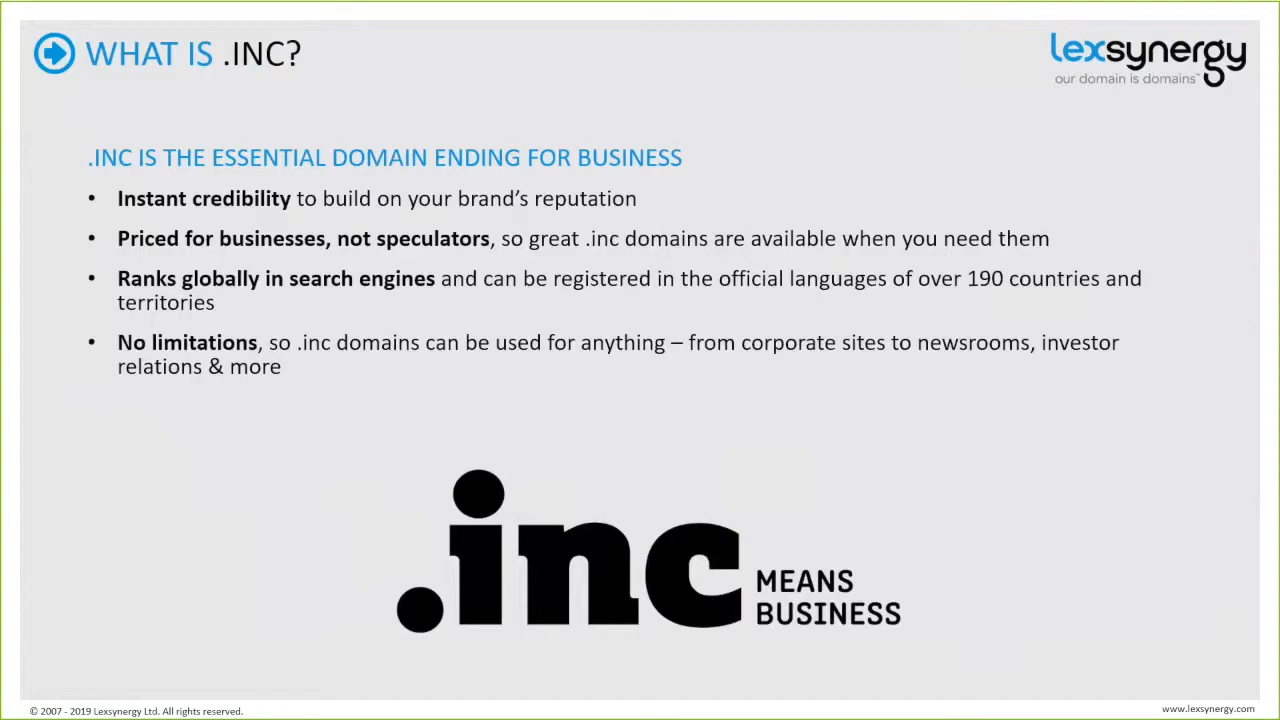 WHAT IS .INC?
lexsynergy
our domain is domains™
.INC IS THE ESSENTIAL DOMAIN ENDING FOR BUSINESS
• Instant credibility to build on your brand’s reputation
• Priced for businesses, not speculators, so great .inc domains are available when you need them
• Ranks globally in search engines and can be registered in the official languages of over 190 countries and
territories
• No limitations, so .inc domains can be used for anything – from corporate sites to newsrooms, investor
relations & more
.inc
MEANS
BUSINESS
© 2007 - 2019 Lexsynergy Ltd. All rights reserved.
www.lexsynergy.com